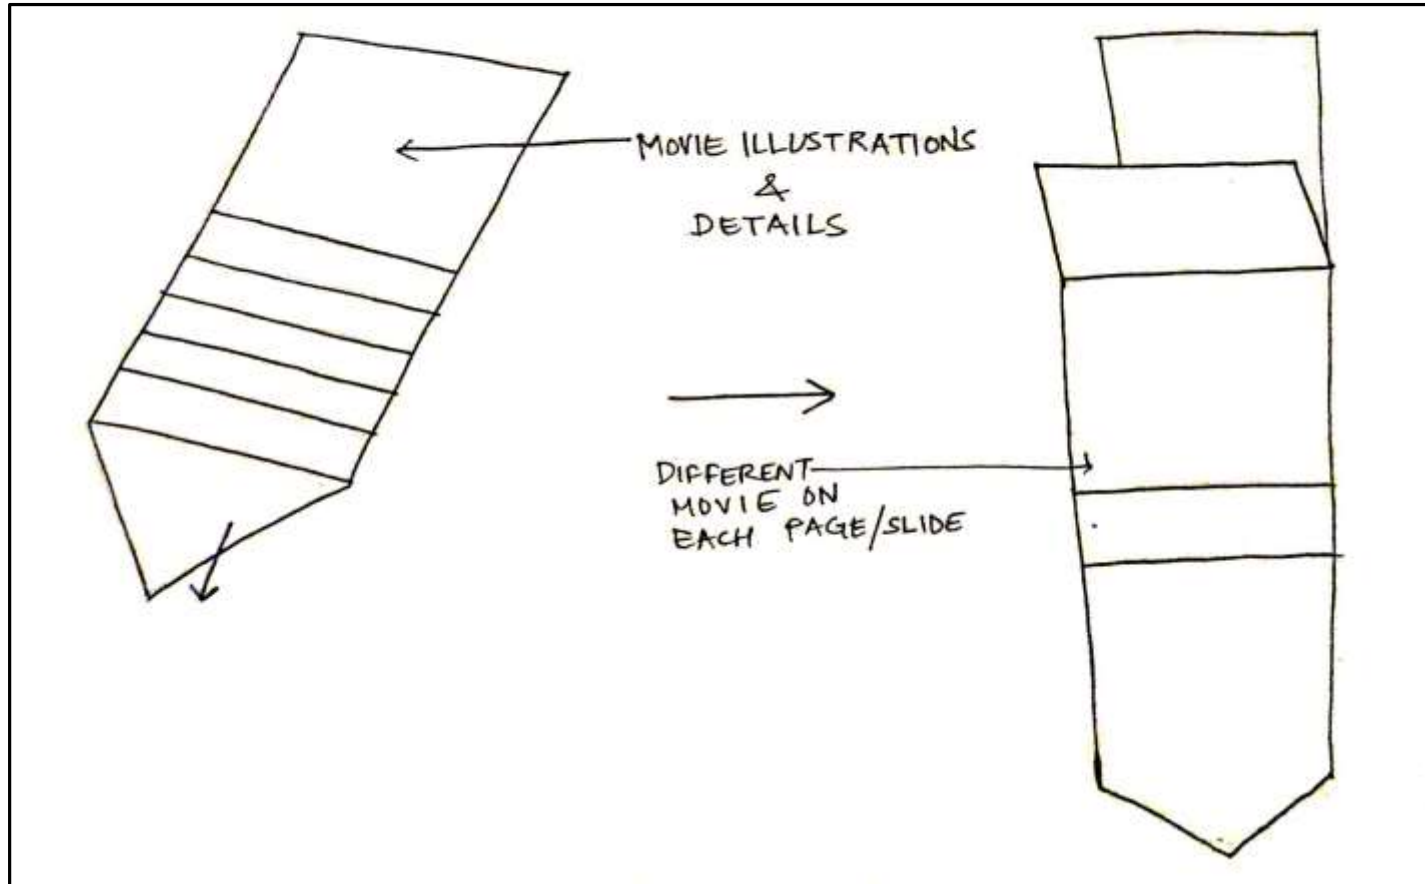 MOVIE ILLUSTRATIONS
&
DETAILS
DIFFERENT
MOVIE ON
EACH PAGE/SLIDE